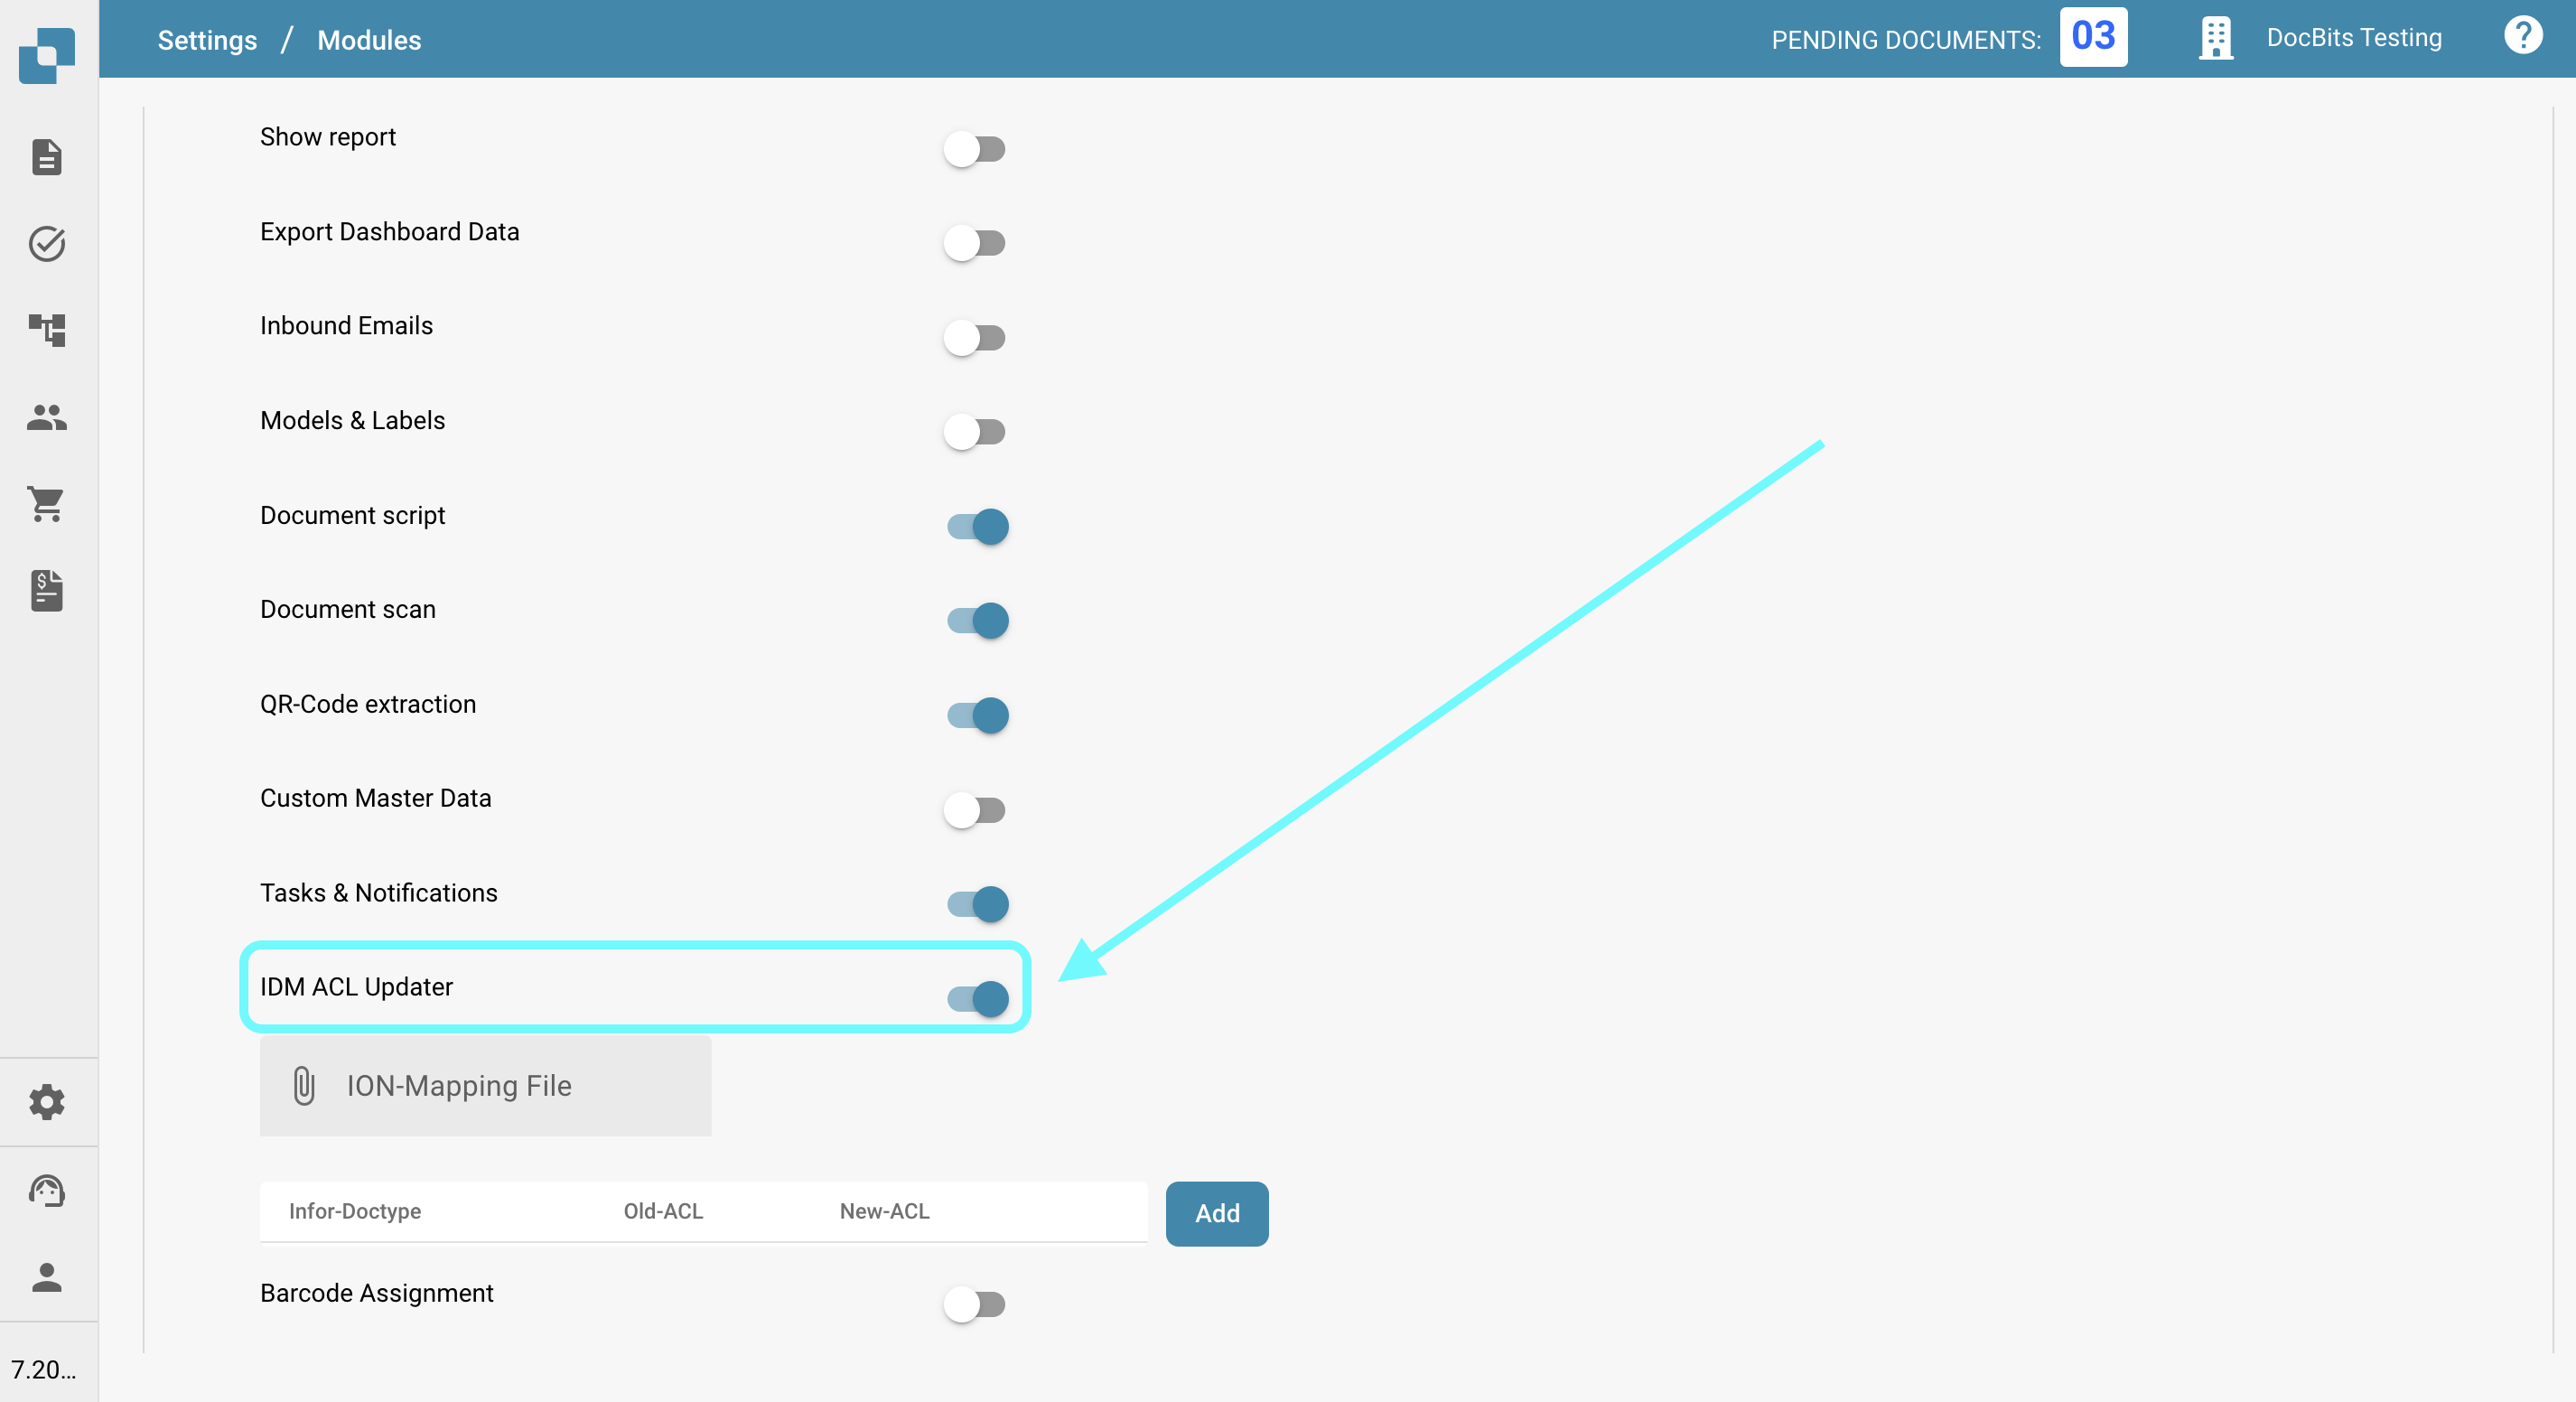 Settings / Modules
PENDING DOCUMENTS: 03
DocBits Testing
?
Show report
Export Dashboard Data
Inbound Emails
Models & Labels
Document script
Document scan
QR-Code extraction
Custom Master Data
Tasks & Notifications
IDM ACL Updater
ION-Mapping File
Infor-Doctype Old-ACL New-ACL
Add
Barcode Assignment
7.20...